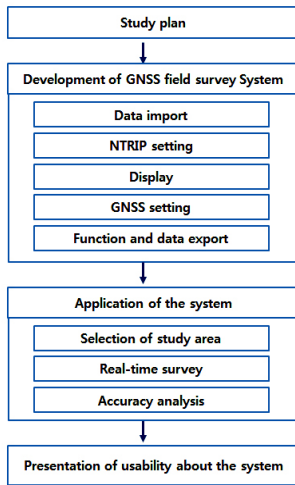 Study plan
Development of GNSS field survey System
Data import
NTRIP setting
Display
GNSS setting
Function and data export
Application of the system
Selection of study area
Real-time survey
Accuracy analysis
Presentation of usability about the system